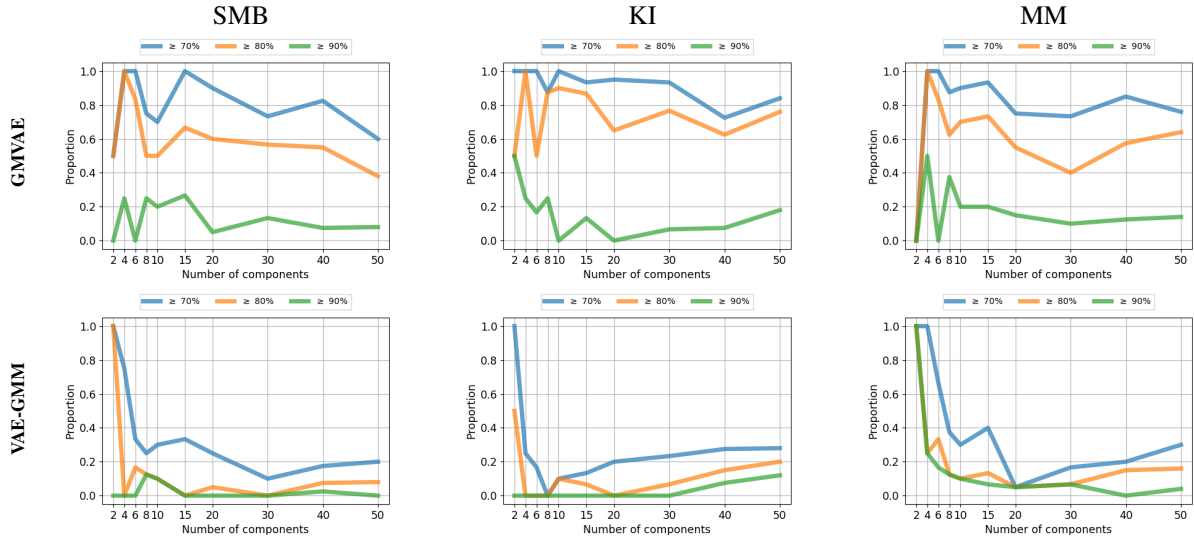 SMB KI MM
≥ 70% ≥ 80% ≥ 90%
≥ 70% ≥ 80% ≥ 90%
≥ 70% ≥ 80% ≥ 90%
GMVAE
Proportion
1.0
0.8
0.6
0.4
0.2
0.0
2 4 6 8 10 15 20 30 40 50
Number of components
Proportion
1.0
0.8
0.6
0.4
0.2
0.0
2 4 6 8 10 15 20 30 40 50
Number of components
Proportion
1.0
0.8
0.6
0.4
0.2
0.0
2 4 6 8 10 15 20 30 40 50
Number of components
≥ 70% ≥ 80% ≥ 90%
≥ 70% ≥ 80% ≥ 90%
≥ 70% ≥ 80% ≥ 90%
VAE-GMM
Proportion
1.0
0.8
0.6
0.4
0.2
0.0
2 4 6 8 10 15 20 30 40 50
Number of components
Proportion
1.0
0.8
0.6
0.4
0.2
0.0
2 4 6 8 10 15 20 30 40 50
Number of components
Proportion
1.0
0.8
0.6
0.4
0.2
0.0
2 4 6 8 10 15 20 30 40 50
Number of components